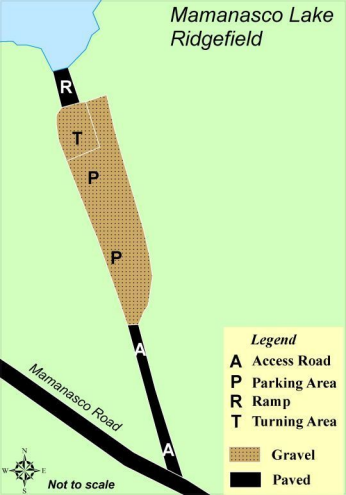 Mamanasco Lake
Ridgefield
R
T
P
P
A
A
Mamanasco Road
Legend
A Access Road
P Parking Area
R Ramp
T Turning Area
Gravel
Paved
N
W E
S
Not to scale